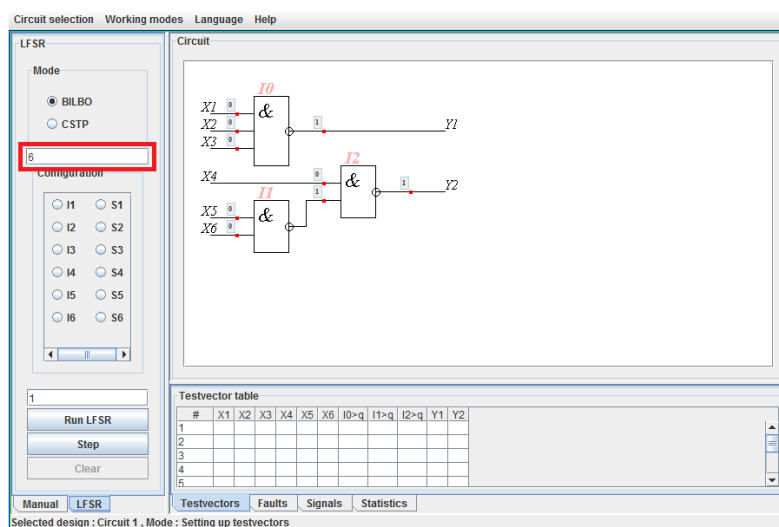 Circuit selection Working modes Language Help
LFSR
Mode
BILBO
CSTP
6
Configuration
I1 S1
I2 S2
I3 S3
I4 S4
I5 S5
I6 S6
1
Run LFSR
Step
Clear
Manual LFSR
Circuit
I0
X1 0 &
X2 0 1 Y1
X3 0
I2
X4 0 &
I1 1 1 Y2
X5 0 &
X6 0
Testvector table
# X1 X2 X3 X4 X5 X6 I0>q I1>q I2>q Y1 Y2
1
2
3
4
5
Testvectors Faults Signals Statistics
Selected design : Circuit 1 , Mode : Setting up testvectors